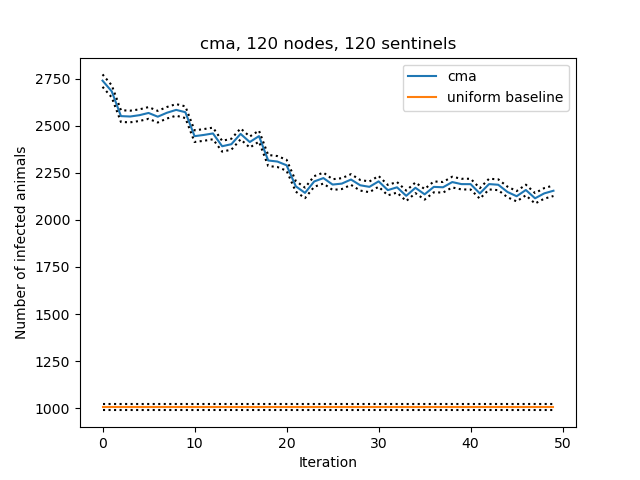 cma, 120 nodes, 120 sentinels
cma
uniform baseline
Number of infected animals
2750
2500
2250
2000
1750
1500
1250
1000
0 10 20 30 40 50
Iteration